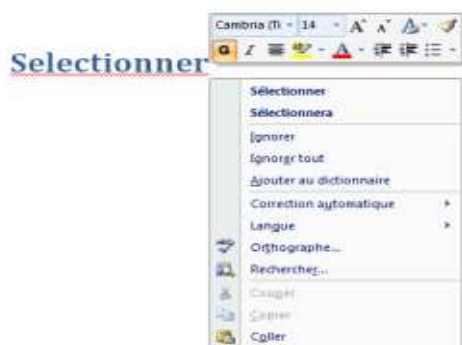 Cambria (Ti 14 A A A
G I A
Selectionner
Sélectionner
Sélectionnera
Ignorer
Ignorer tout
Ajouter au dictionnaire
Correction automatique
Langue
Orthographe...
Rechercher...
Couper
Copier
Coller